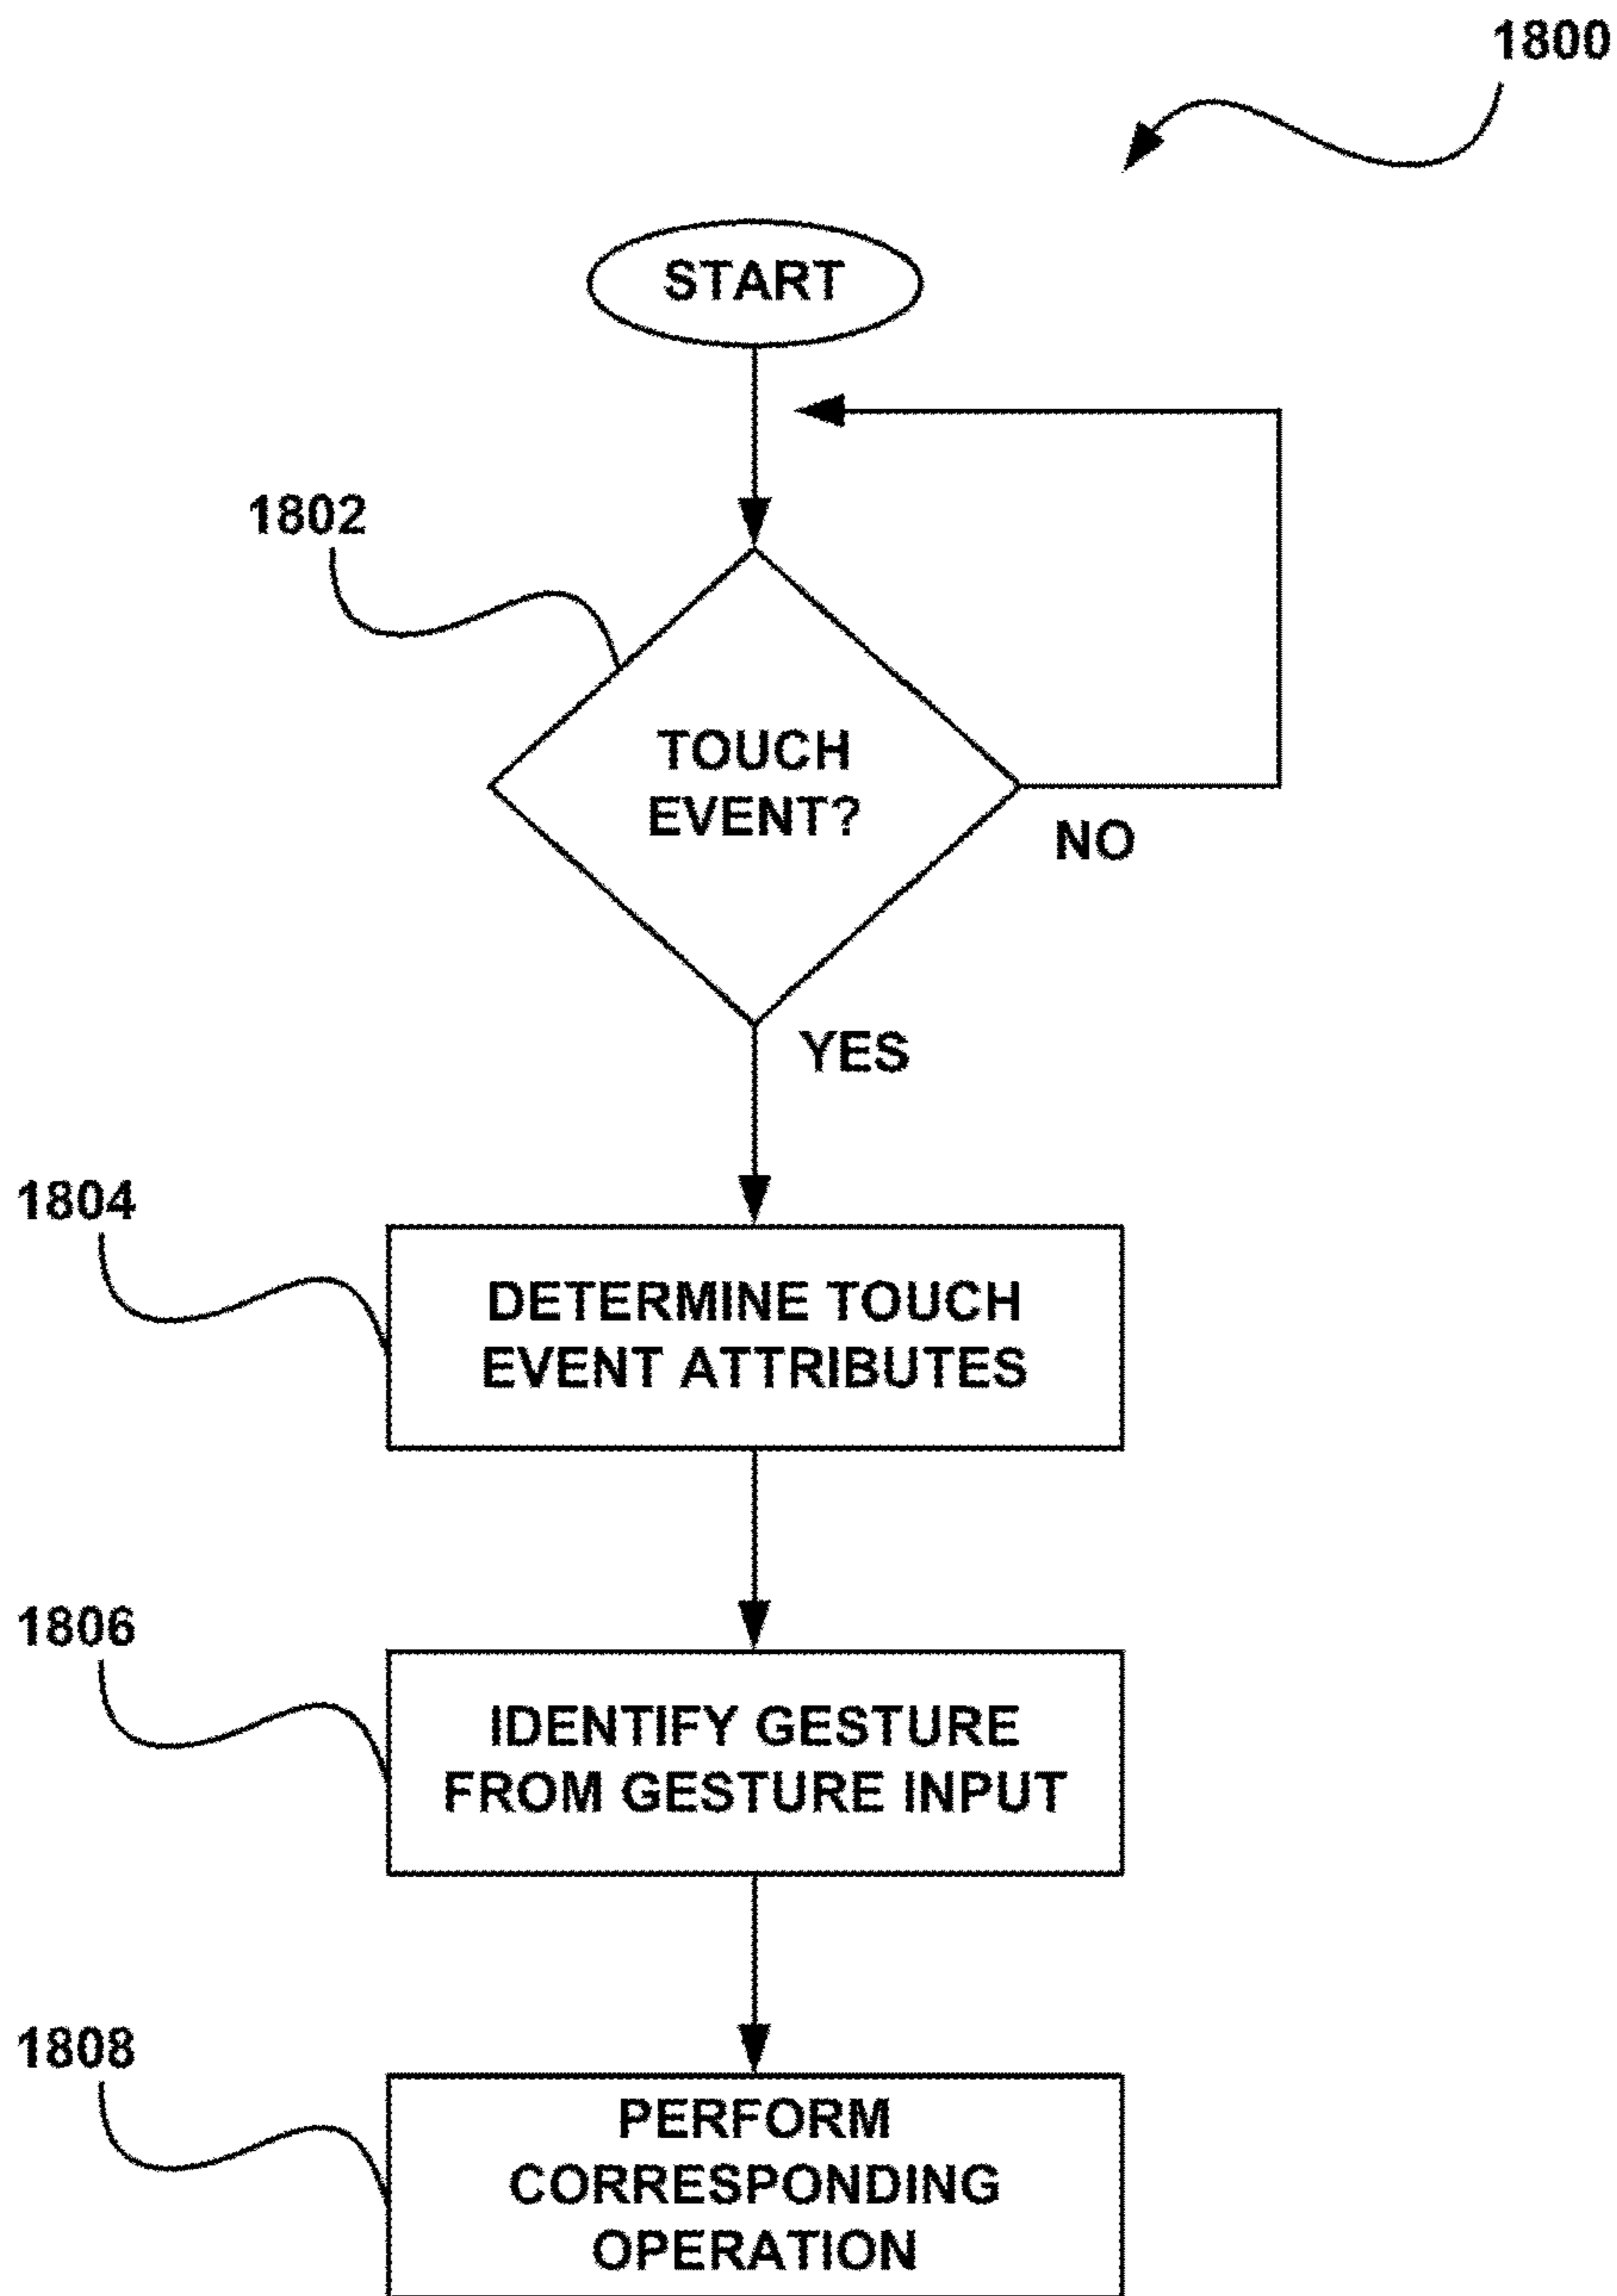 1800
START
1802
TOUCH
EVENT?
NO
YES
1804
DETERMINE TOUCH
EVENT ATTRIBUTES
1806
IDENTIFY GESTURE
FROM GESTURE INPUT
1808
PERFORM
CORRESPONDING
OPERATION